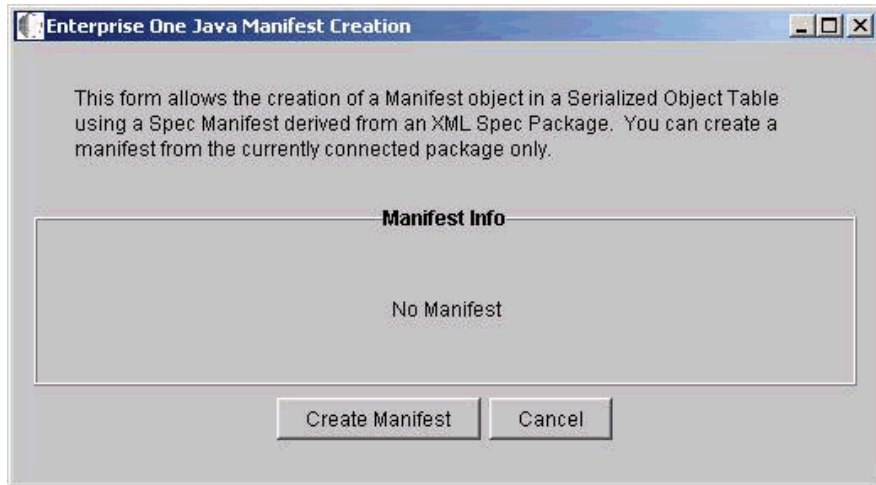 Enterprise One Java Manifest Creation
This form allows the creation of a Manifest object in a Serialized Object Table
using a Spec Manifest derived from an XML Spec Package. You can create a
manifest from the currently connected package only.
Manifest Info
No Manifest
Create Manifest Cancel